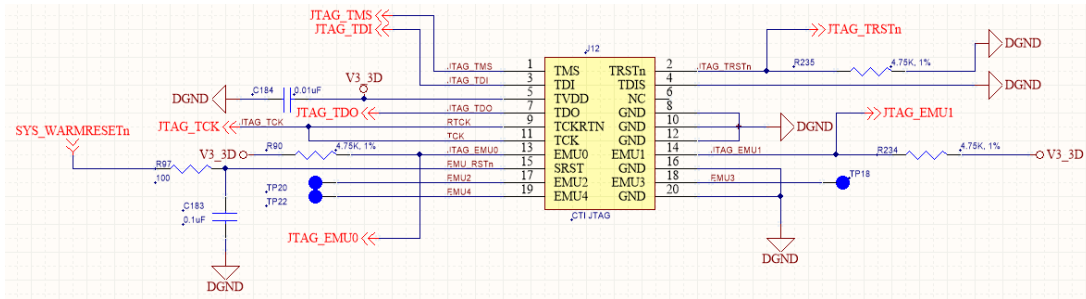 JTAG_TMS
JTAG_TDI
J12
JTAG_TRSTn
DGND
JTAG_TMS 1 TMS TRSTn 2 JTAG_TRSTn R235 4.75K, 1%
JTAG_TDI 3 TDI TDIS 4 DGND
V3_3D
C184 0.01uF
DGND
5 TVDD NC 6
JTAG_TDO JTAG_TDO 7 TDO GND 8 JTAG_EMU1
SYS_WARMRESETn
JTAG_TCK JTAG_TCK RTCK 9 TCKRTN GND 10 DGND
TCK 11 TCK GND 12
V3_3D R90 4.75K, 1% JTAG_EMU0 13 EMU0 EMU1 14 JTAG_EMU1 R234 4.75K, 1% V3_3D
R97 100 EMU_RSTn 15 SRST GND 16
TP20 EMU2 17 EMU2 EMU3 18 EMU3 TP18
TP22 EMU4 19 EMU4 GND 20
C183
0.1uF
CTI JTAG
JTAG_EMU0
DGND
DGND